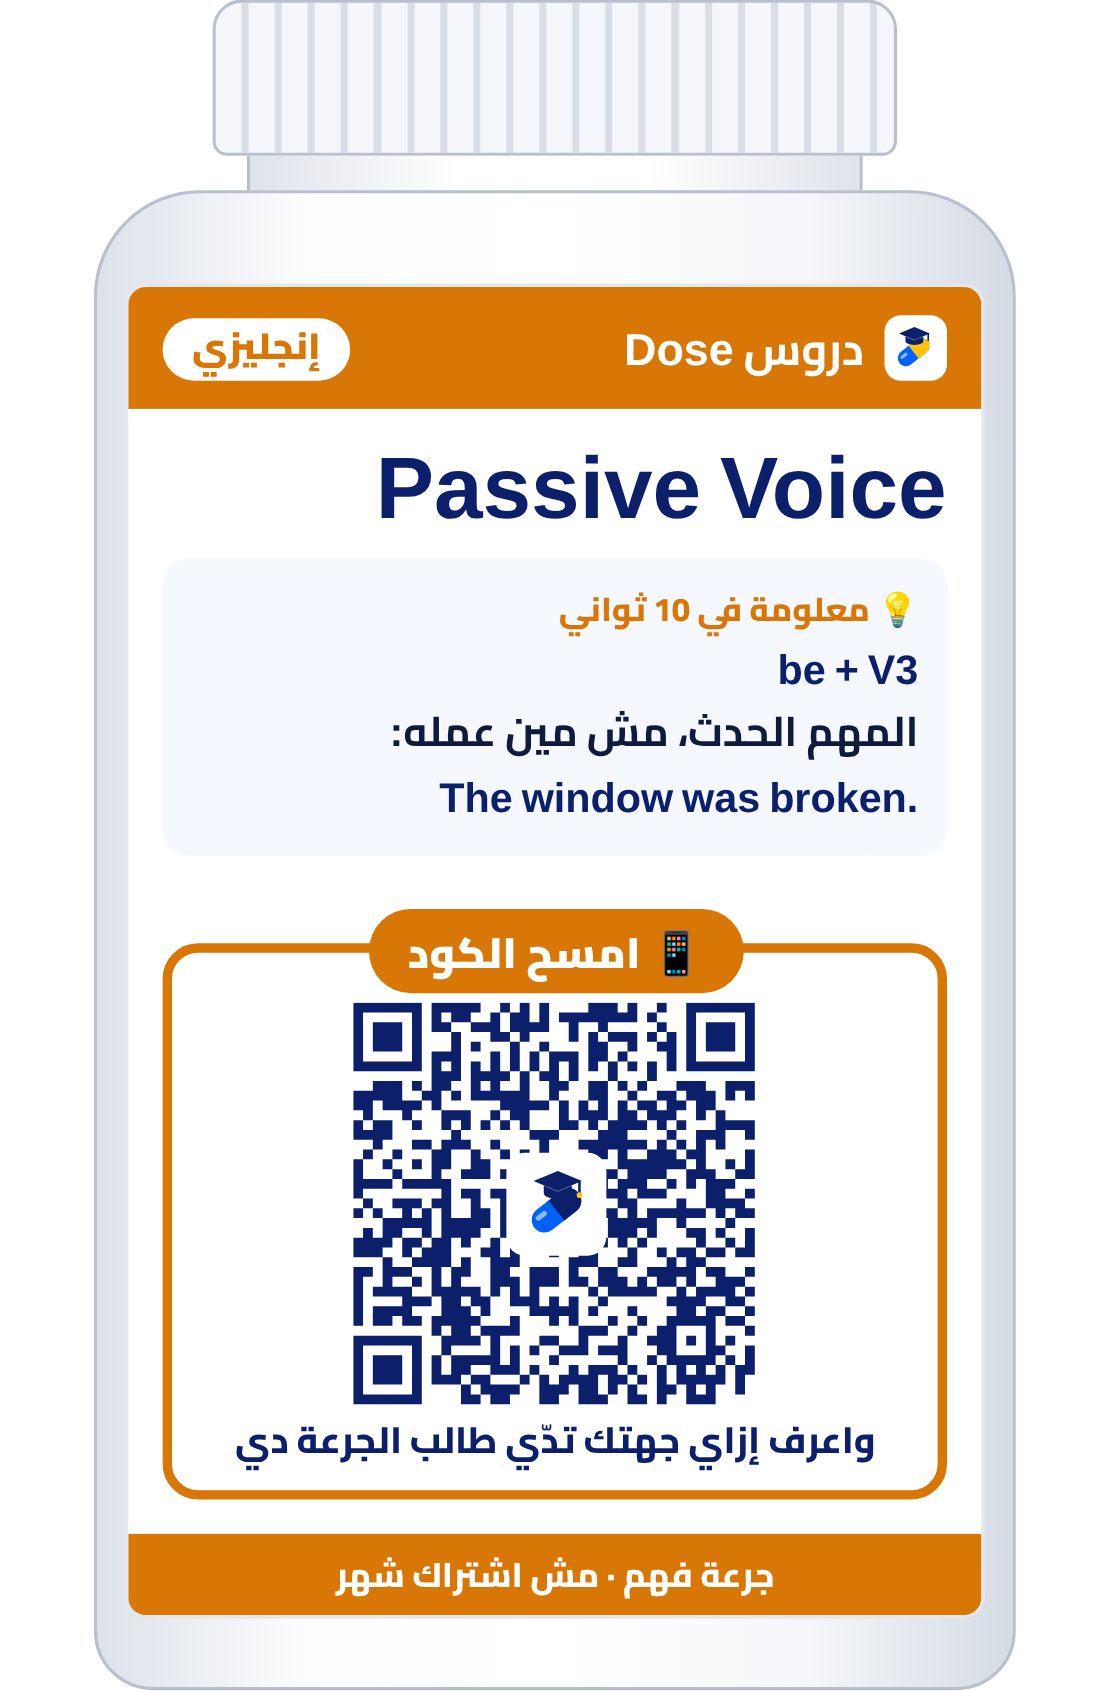 دروس Dose
إنجليزي
Passive Voice
💡 معلومة في 10 ثواني
be + V3
المهم الحدث، مش مين عمله:
The window was broken.
📱 امسح الكود
واعرف إزاي جهتك تدّي طالب الجرعة دي
جرعة فهم · مش اشتراك شهر